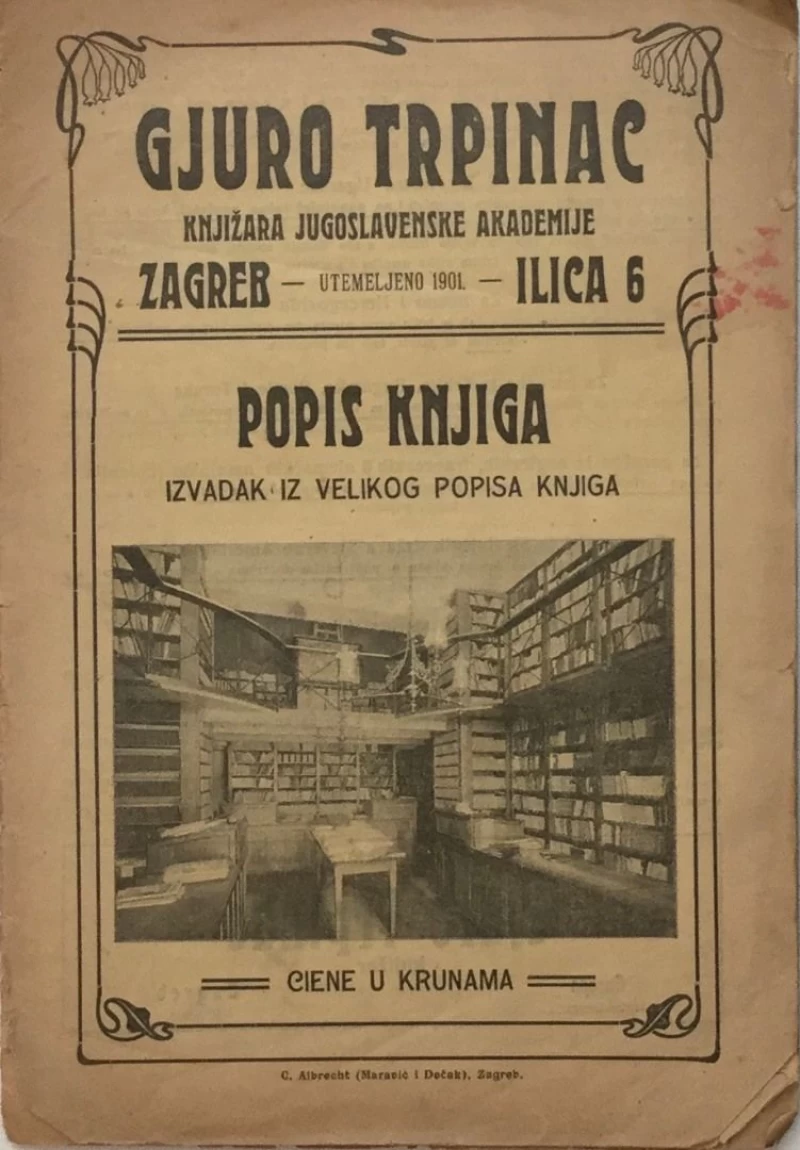 GJURO TRPINAC
KNJIŽARA JUGOSLAVENSKE AKADEMIJE
ZAGREB — UTEMELJENO 1901. — ILICA 6
POPIS KNJIGA
IZVADAK IZ VELIKOG POPISA KNJIGA
CIENE U KRUNAMA
C. Albrecht (Maravić i Dečak), Zagreb.